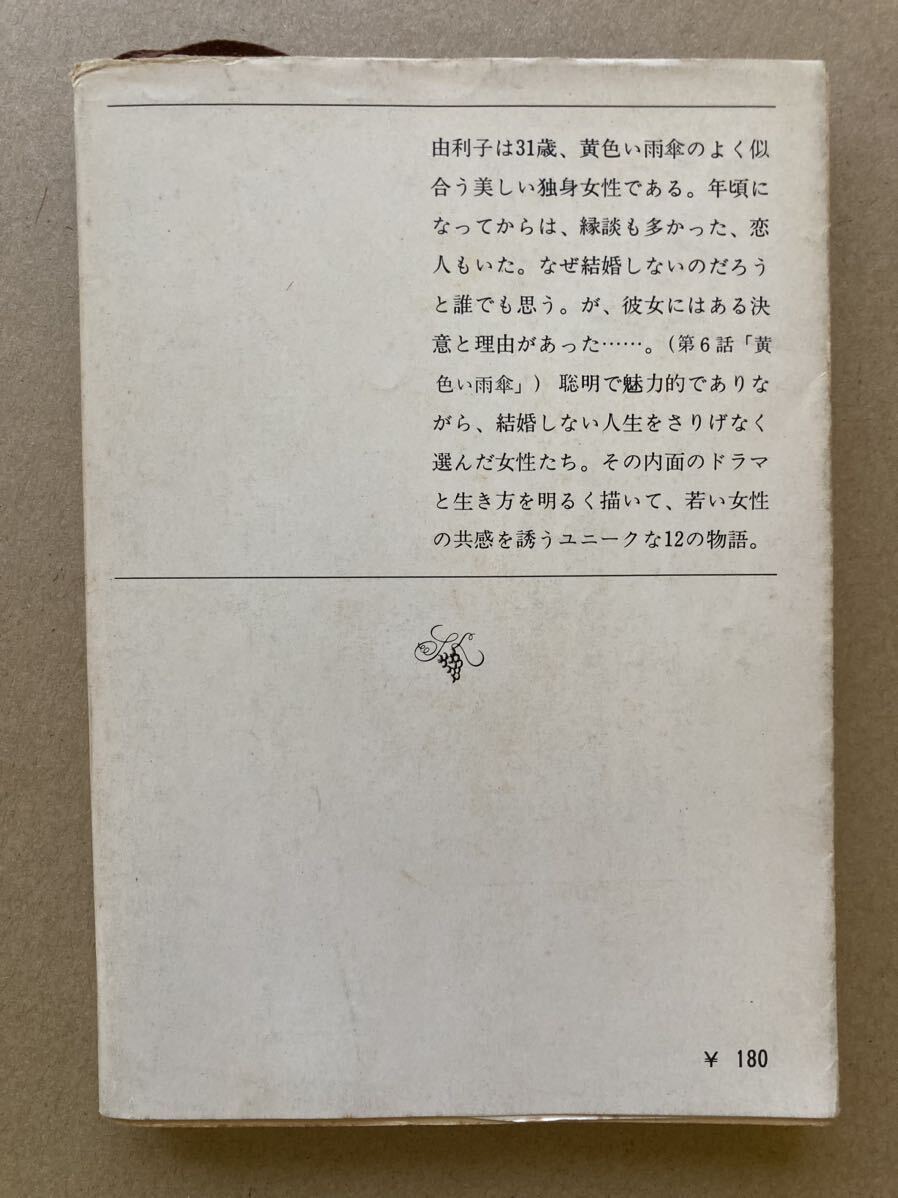 由利子は31歳、黄色い雨傘のよく似
合う美しい独身女性である。年頃に
なってからは、縁談も多かった、恋
人もいた。なぜ結婚しないのだろう
と誰でも思う。が、彼女にはある決
意と理由があった……。(第6話「黄
色い雨傘」) 聡明で魅力的でありな
がら、結婚しない人生をさりげなく
選んだ女性たち。その内面のドラマ
と生き方を明るく描いて、若い女性
の共感を誘うユニークな12の物語。
¥ 180